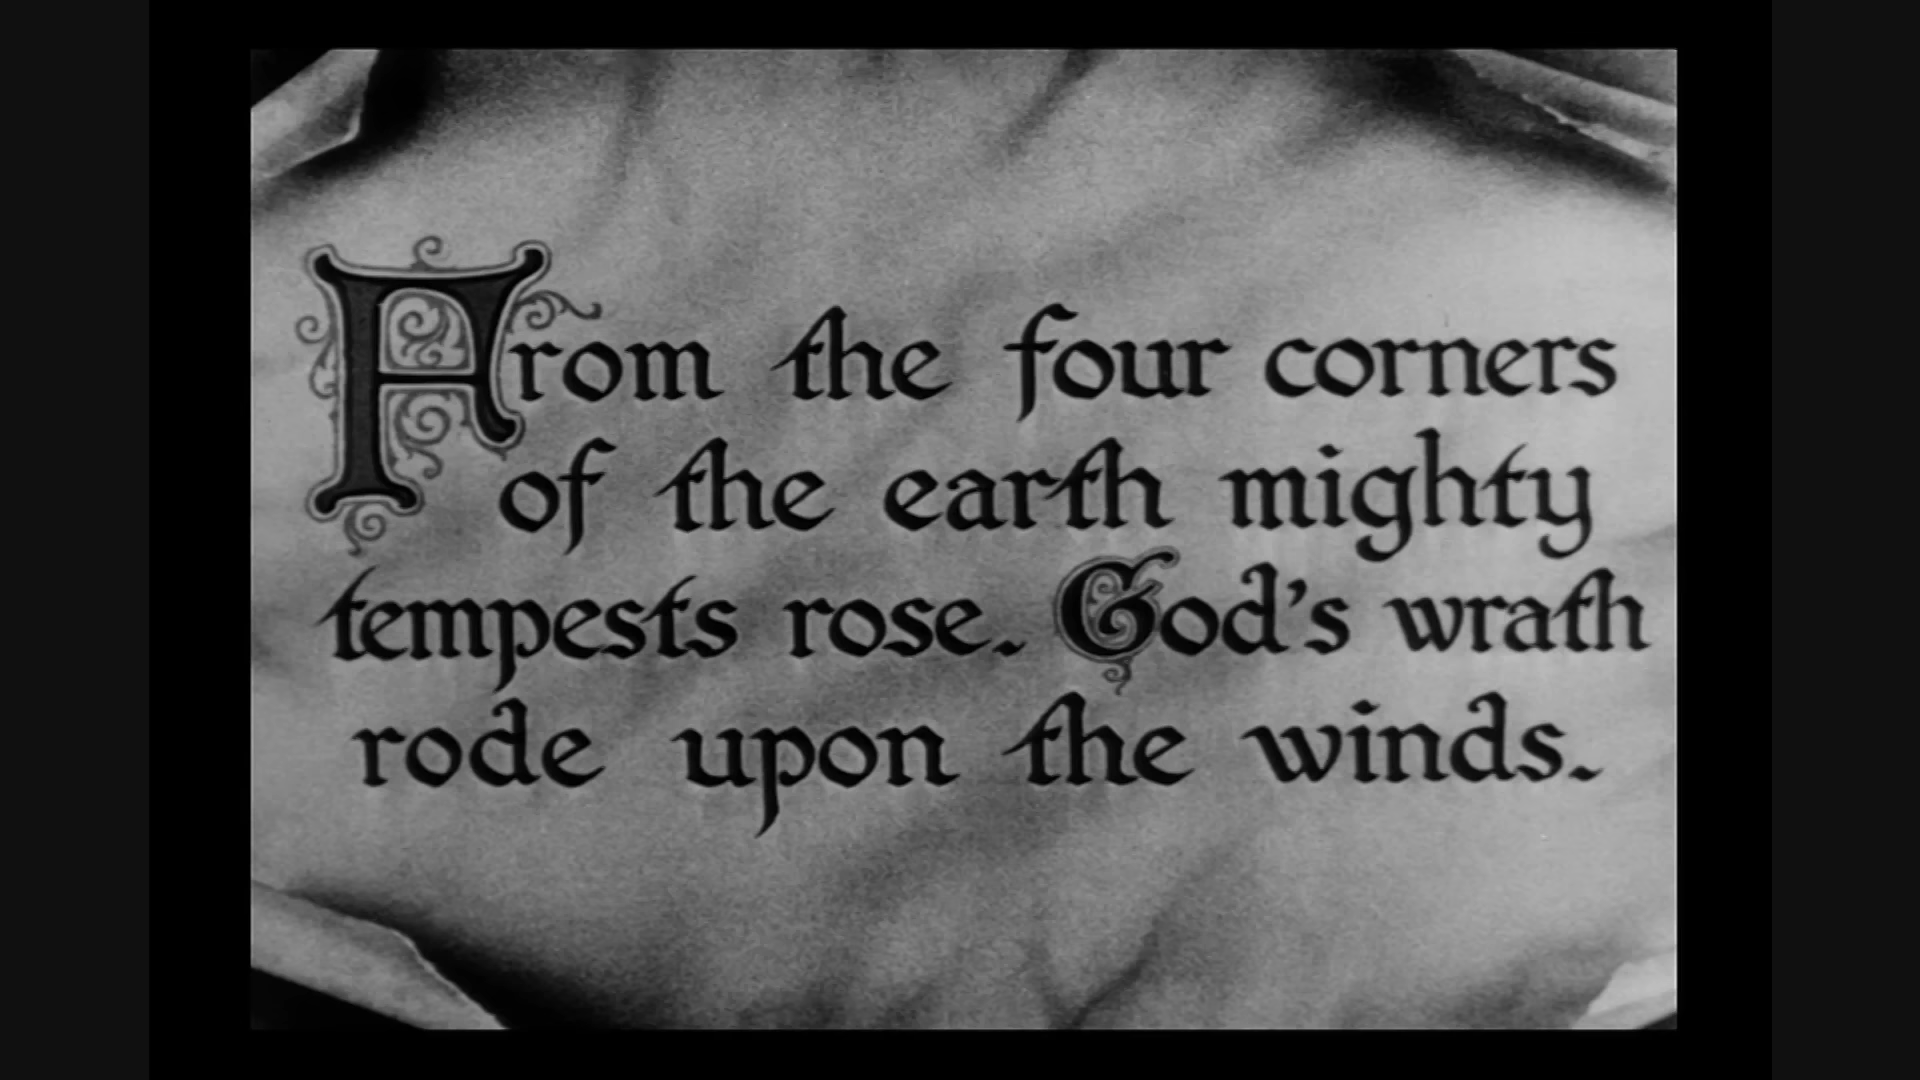 From the four corners
of the earth mighty
tempests rose. God's wrath
rode upon the winds.